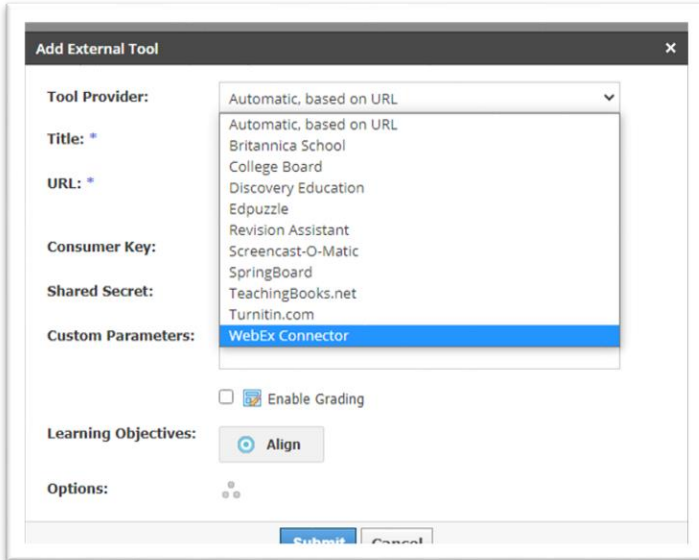 Add External Tool ×
Tool Provider: Automatic, based on URL
Automatic, based on URL
Title: * Britannica School
College Board
URL: * Discovery Education
Edpuzzle
Revision Assistant
Consumer Key: Screencast-O-Matic
SpringBoard
Shared Secret: TeachingBooks.net
Turnitin.com
Custom Parameters: WebEx Connector
Enable Grading
Learning Objectives: Align
Options:
Submit Cancel